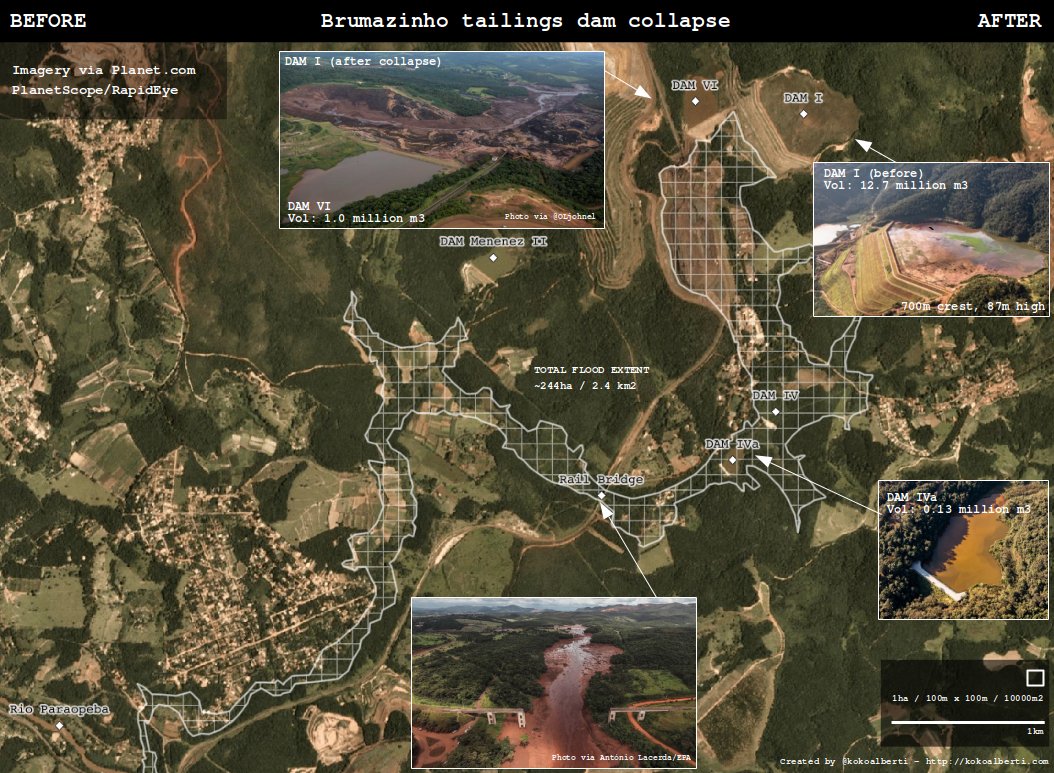 BEFORE
Brumazinho tailings dam collapse
AFTER
Imagery via Planet.com
PlanetScope/RapidEye
DAM I (after collapse)
DAM VI
Vol: 1.0 million m3
Photo via @OLjohnel
DAM VI
DAM I
DAM I (before)
Vol: 12.7 million m3
700m crest, 87m high
DAM Menenez II
TOTAL FLOOD EXTENT
~244ha / 2.4 km2
DAM IV
DAM IVa
Rail Bridge
DAM IVa
Vol: 0.13 million m3
Photo via António Lacerda/EPA
Rio Paraopeba
1ha / 100m x 100m / 10000m2
1km
Created by @kokoalberti - http://kokoalberti.com